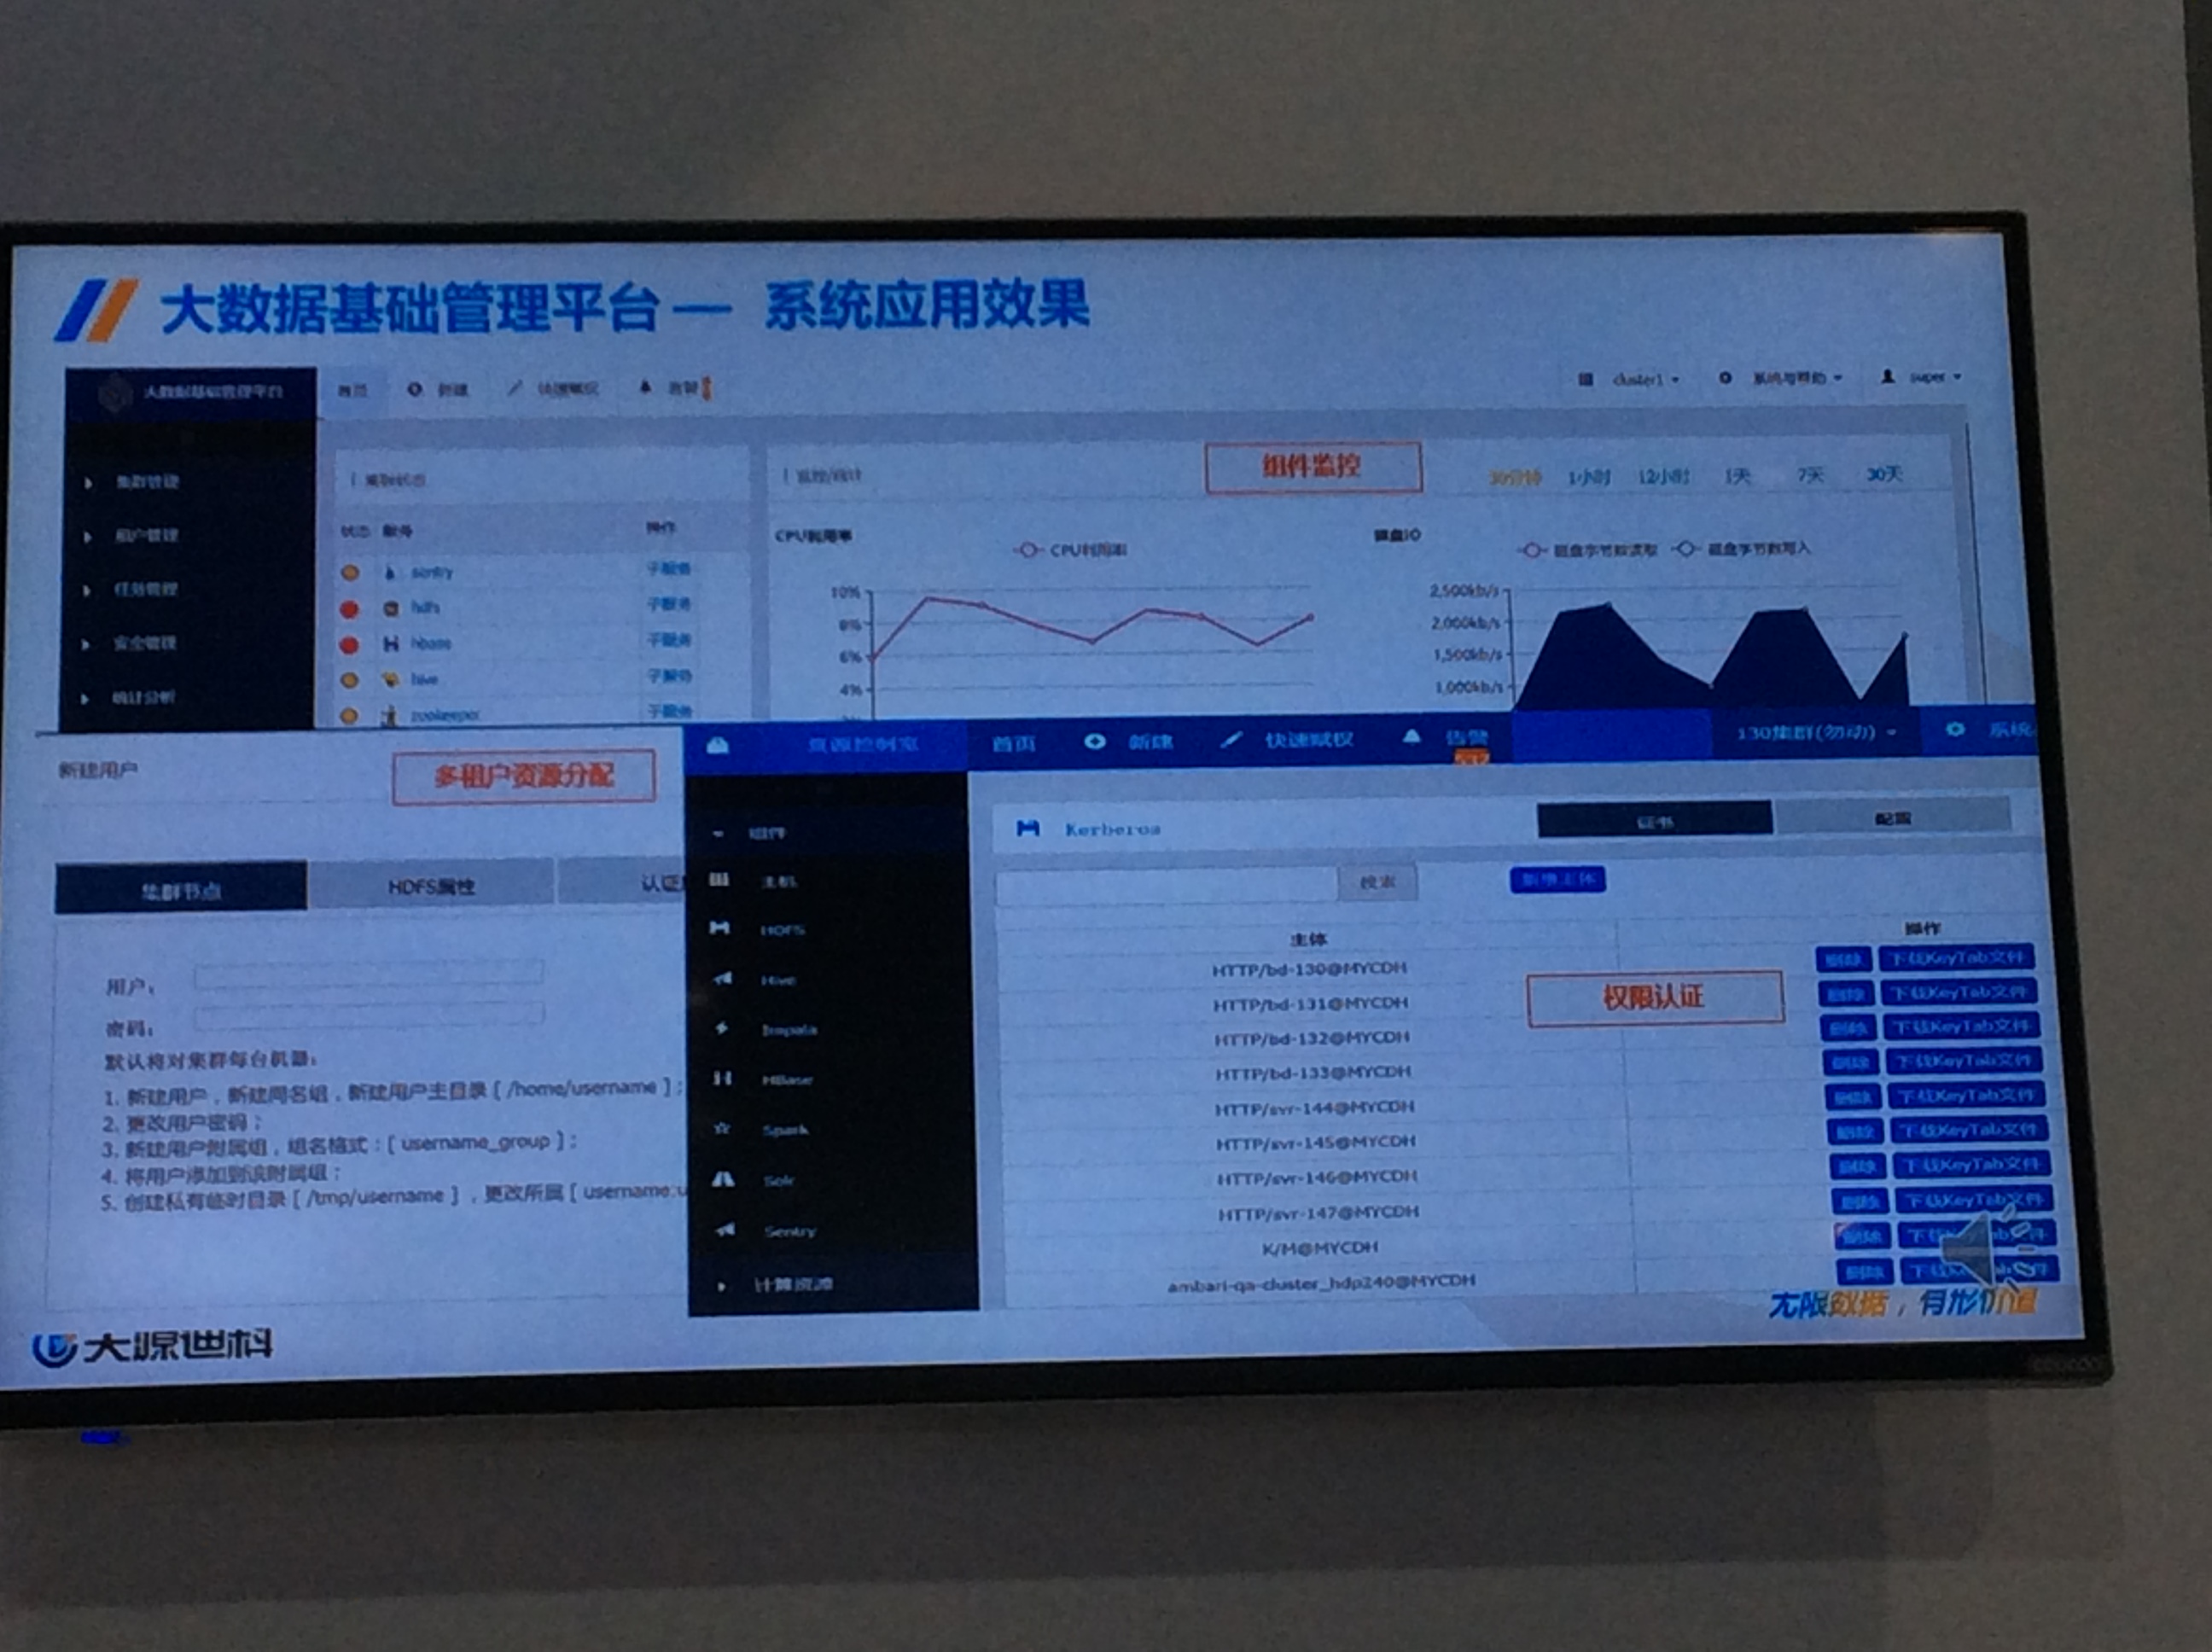 大数据基础管理平台 — 系统应用效果
大数据基础管理平台
首页 新建 快速赋权 告警
cluster1 系统与帮助 super
集群管理
租户管理
任务管理
安全管理
统计分析
状态 服务 操作
sentry 子服务
hdfs 子服务
hbase 子服务
hive 子服务
zookeeper 子服务
组件监控
30分钟 1小时 12小时 1天 7天 30天
CPU利用率
CPU利用率
10%
8%
6%
4%
磁盘IO
磁盘字节数读取 磁盘字节数写入
2,500kb/s
2,000kb/s
1,500kb/s
1,000kb/s
新建用户
多租户资源分配
集群节点 HDFS属性 认证
用户:
密码:
默认将对集群每台机器:
1. 新建用户，新建同名组，新建用户主目录 [ /home/username ] ;
2. 更改用户密码 ;
3. 新建用户附属组，组名格式 : [ username_group ] ;
4. 将用户添加到该附属组 ;
5. 创建私有临时目录 [ /tmp/username ] ，更改所属 [ username:u
资源控制室 首页 新建 快速赋权 告警 130集群(勿动) 系统
组件
主机
HDFS
Hive
Impala
HBase
Spark
Solr
Sentry
计算资源
Kerberos 证书 配置
搜索 新增主体
主体 操作
HTTP/bd-130@MYCDH 删除 下载KeyTab文件
HTTP/bd-131@MYCDH 删除 下载KeyTab文件
权限认证
HTTP/bd-132@MYCDH 删除 下载KeyTab文件
HTTP/bd-133@MYCDH 删除 下载KeyTab文件
HTTP/svr-144@MYCDH 删除 下载KeyTab文件
HTTP/svr-145@MYCDH 删除 下载KeyTab文件
HTTP/svr-146@MYCDH 删除 下载KeyTab文件
HTTP/svr-147@MYCDH 删除 下载KeyTab文件
K/M@MYCDH 删除
ambari-qa-cluster_hdp240@MYCDH 删除
无限数据，有形价值
大源世科